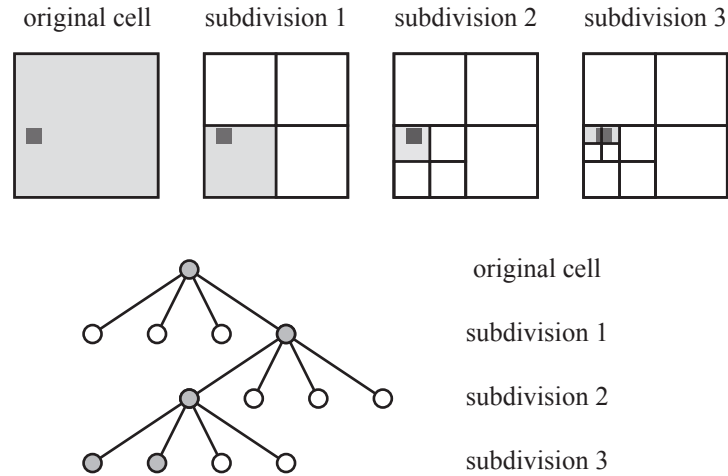 original cell subdivision 1 subdivision 2 subdivision 3
original cell
subdivision 1
subdivision 2
subdivision 3